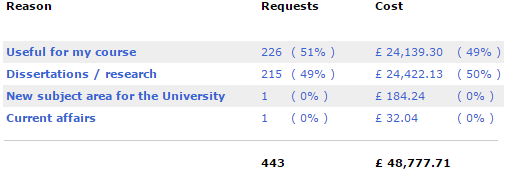 Reason Requests Cost
Useful for my course 226 ( 51% ) £ 24,139.30 ( 49% )
Dissertations / research 215 ( 49% ) £ 24,422.13 ( 50% )
New subject area for the University 1 ( 0% ) £ 184.24 ( 0% )
Current affairs 1 ( 0% ) £ 32.04 ( 0% )
443 £ 48,777.71